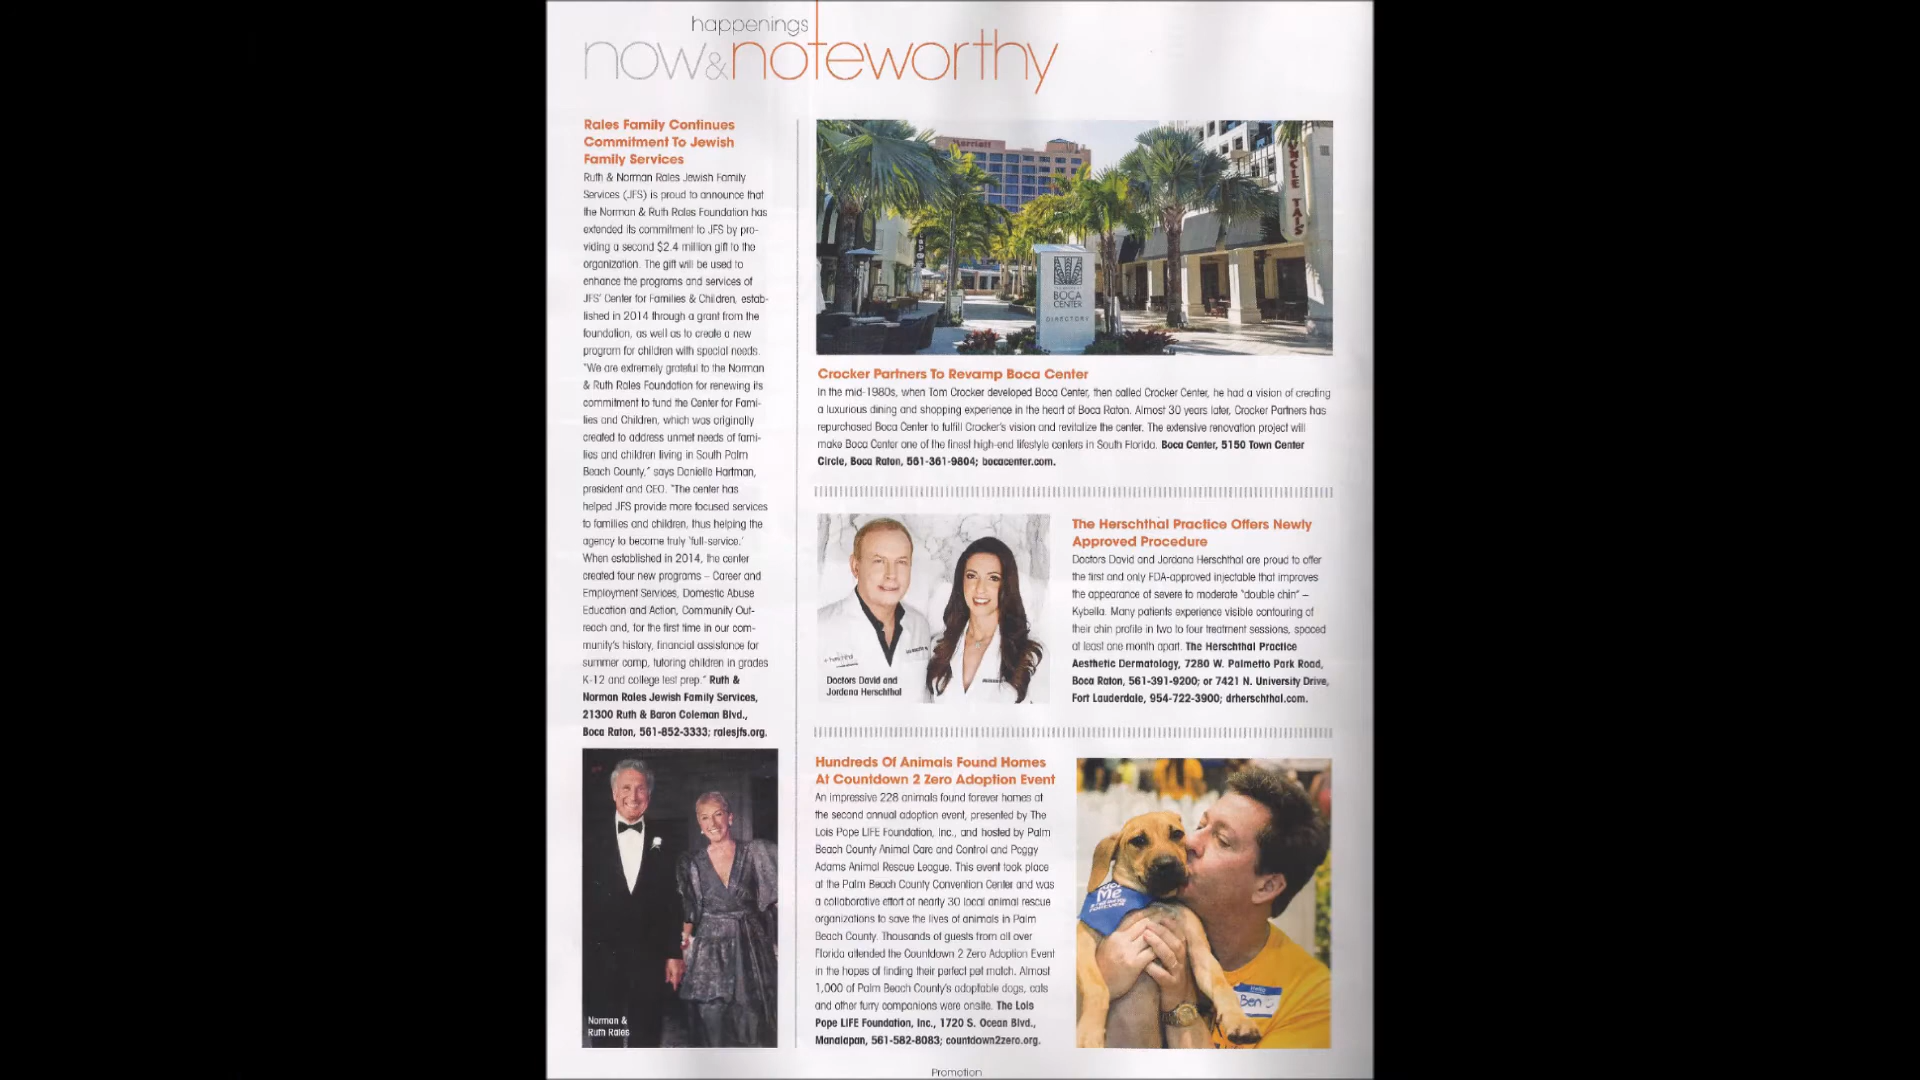 happenings
now&noteworthy
Rales Family Continues
Commitment To Jewish
Family Services
Ruth & Norman Rales Jewish Family
Services (JFS) is proud to announce that
the Norman & Ruth Rales Foundation has
extended its commitment to JFS by pro-
viding a second $2.4 million gift to the
organization. The gift will be used to
enhance the programs and services of
JFS' Center for Families & Children, estab-
lished in 2014 through a grant from the
foundation, as well as to create a new
program for children with special needs.
"We are extremely grateful to the Norman
& Ruth Rales Foundation for renewing its
commitment to fund the Center for Fami-
lies and Children, which was originally
created to address unmet needs of fami-
lies and children living in South Palm
Beach County," says Danielle Hartman,
president and CEO. "The center has
helped JFS provide more focused services
to families and children, thus helping the
agency to become truly 'full-service.'
When established in 2014, the center
created four new programs – Career and
Employment Services, Domestic Abuse
Education and Action, Community Out-
reach and, for the first time in our com-
munity's history, financial assistance for
summer camp, tutoring children in grades
K-12 and college test prep." Ruth &
Norman Rales Jewish Family Services,
21300 Ruth & Baron Coleman Blvd.,
Boca Raton, 561-852-3333; ralesjfs.org.
Norman &
Ruth Rales
Marriott
UNCLE TAI'S
BOCA
CENTER
DIRECTORY
Crocker Partners To Revamp Boca Center
In the mid-1980s, when Tom Crocker developed Boca Center, then called Crocker Center, he had a vision of creating
a luxurious dining and shopping experience in the heart of Boca Raton. Almost 30 years later, Crocker Partners has
repurchased Boca Center to fulfill Crocker's vision and revitalize the center. The extensive renovation project will
make Boca Center one of the finest high-end lifestyle centers in South Florida. Boca Center, 5150 Town Center
Circle, Boca Raton, 561-361-9804; bocacenter.com.
Doctors David and
Jordana Herschthal
The Herschthal Practice Offers Newly
Approved Procedure
Doctors David and Jordana Herschthal are proud to offer
the first and only FDA-approved injectable that improves
the appearance of severe to moderate "double chin" –
Kybella. Many patients experience visible contouring of
their chin profile in two to four treatment sessions, spaced
at least one month apart. The Herschthal Practice
Aesthetic Dermatology, 7280 W. Palmetto Park Road,
Boca Raton, 561-391-9200; or 7421 N. University Drive,
Fort Lauderdale, 954-722-3900; drherschthal.com.
Hundreds Of Animals Found Homes
At Countdown 2 Zero Adoption Event
An impressive 228 animals found forever homes at
the second annual adoption event, presented by The
Lois Pope LIFE Foundation, Inc., and hosted by Palm
Beach County Animal Care and Control and Peggy
Adams Animal Rescue League. This event took place
at the Palm Beach County Convention Center and was
a collaborative effort of nearly 30 local animal rescue
organizations to save the lives of animals in Palm
Beach County. Thousands of guests from all over
Florida attended the Countdown 2 Zero Adoption Event
in the hopes of finding their perfect pet match. Almost
1,000 of Palm Beach County's adoptable dogs, cats
and other furry companions were onsite. The Lois
Pope LIFE Foundation, Inc., 1720 S. Ocean Blvd.,
Manalapan, 561-582-8083; countdown2zero.org.
Me
Ben
Promotion